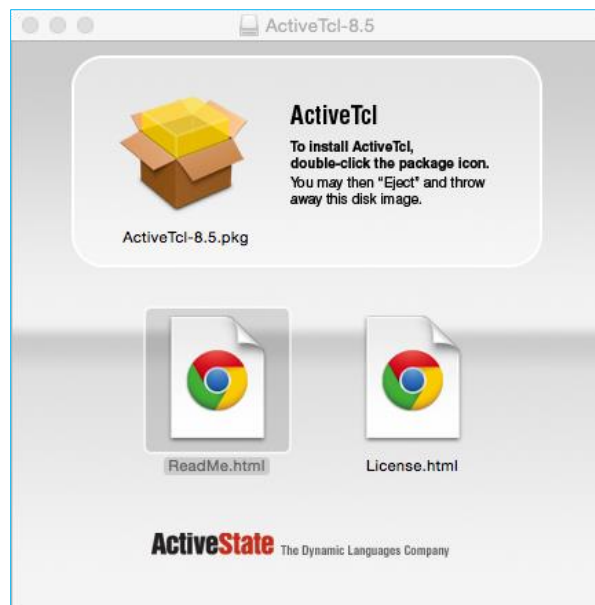 ActiveTcl-8.5
ActiveTcl
To install ActiveTcl,
double-click the package icon.
You may then "Eject" and throw
away this disk image.
ActiveTcl-8.5.pkg
ReadMe.html
License.html
ActiveState The Dynamic Languages Company